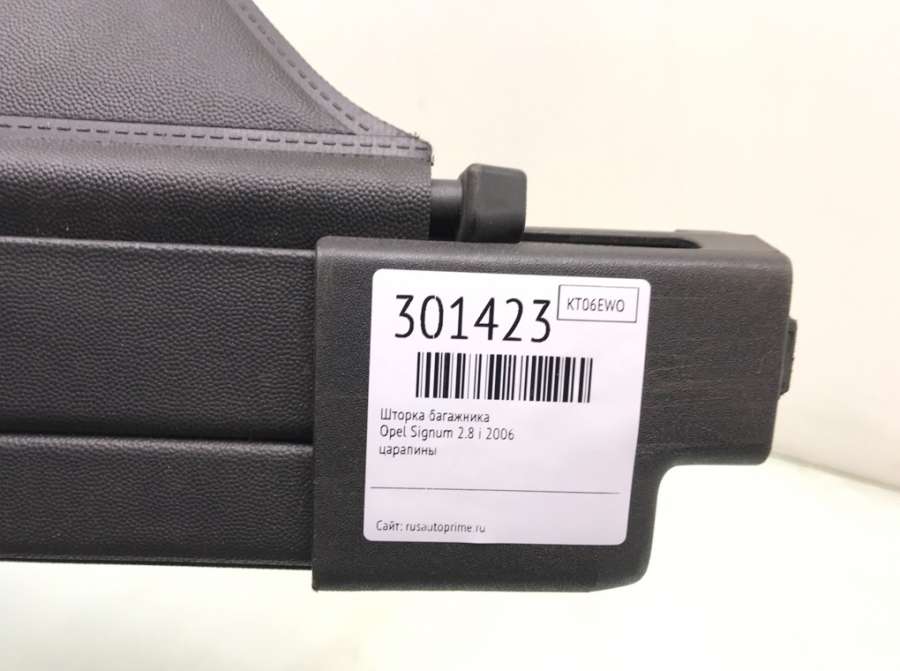 301423
KT06EWO
Шторка багажника
Opel Signum 2.8 i 2006
царапины
Сайт: rusautoprime.ru